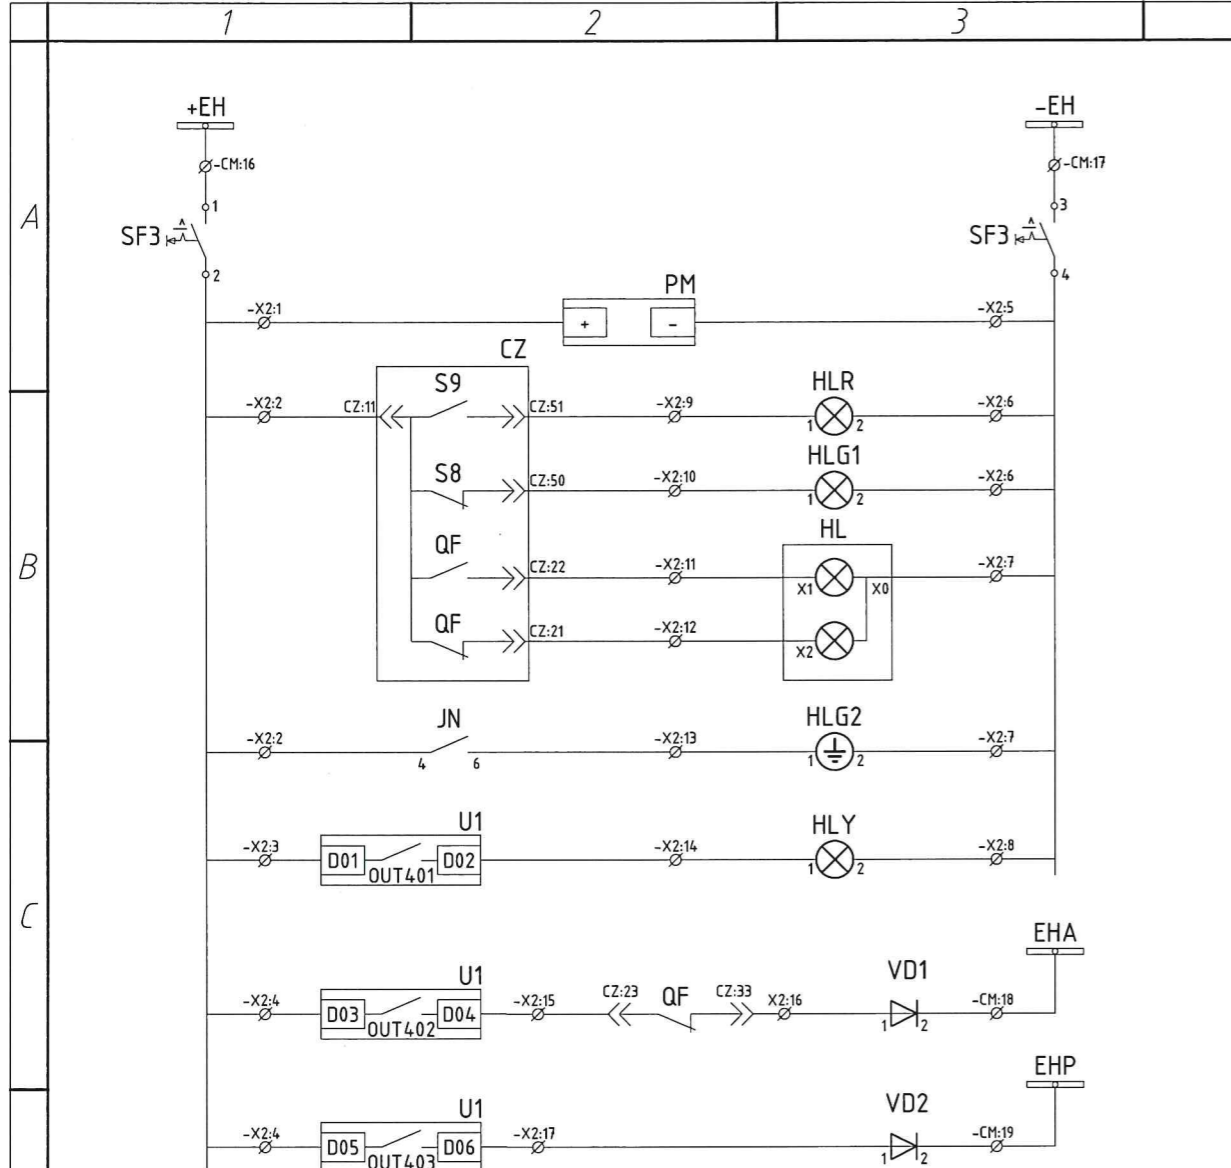 1 2 3
+EH -EH
-CM:16 -CM:17
1 3
A
SF3 SF3
2 4
PM
-X2:1 + - -X2:5
CZ
S9 HLR
-X2:2 CZ:11 CZ:51 -X2:9 1 2 -X2:6
S8 HLG1
CZ:50 -X2:10 1 2 -X2:6
B
QF HL
CZ:22 -X2:11 X1 X0 -X2:7
QF
CZ:21 -X2:12 X2
JN HLG2
-X2:2 4 6 -X2:13 1 2 -X2:7
U1 HLY
-X2:3 D01 D02 -X2:14 1 2 -X2:8
OUT401
C
EHA
U1 VD1
-X2:4 D03 D04 -X2:15 CZ:23 QF CZ:33 X2:16 1 2 -CM:18
OUT402
EHP
U1 VD2
-X2:4 D05 D06 -X2:17 1 2 -CM:19
OUT403